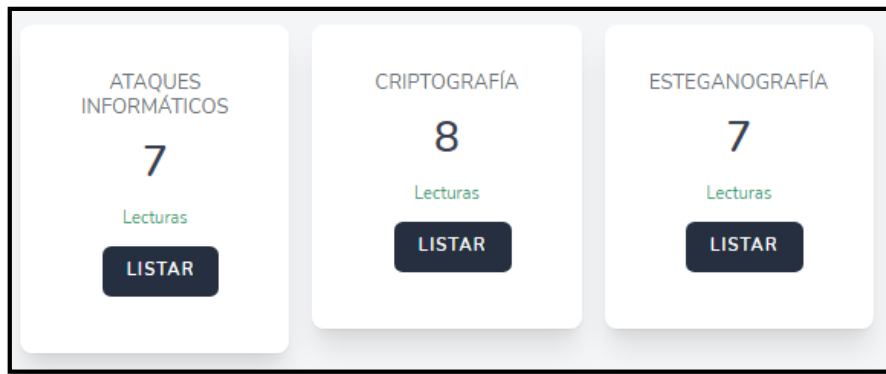 ATAQUES
INFORMÁTICOS
7
Lecturas
LISTAR
CRIPTOGRAFÍA
8
Lecturas
LISTAR
ESTEGANOGRAFÍA
7
Lecturas
LISTAR